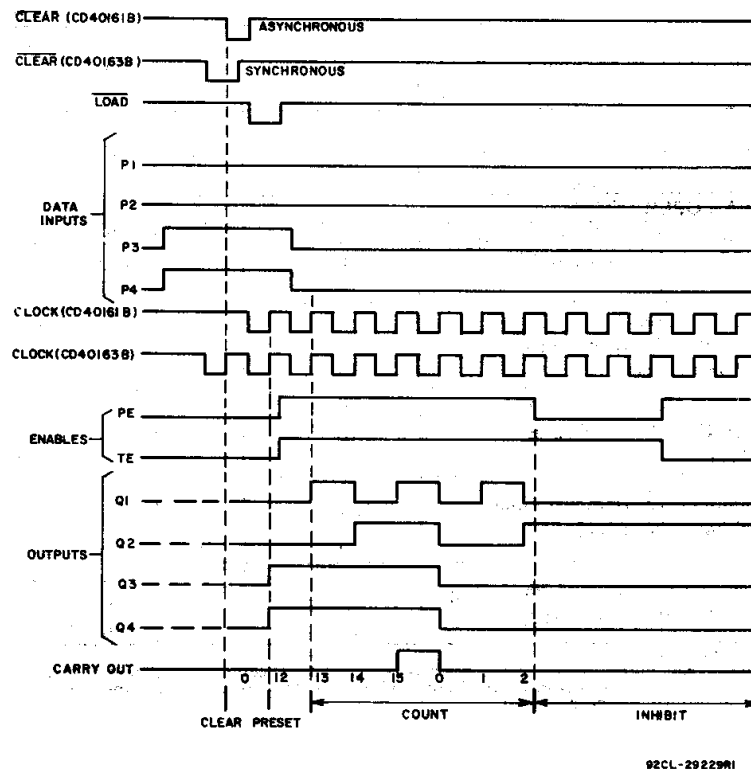 CLEAR (CD40161B)
ASYNCHRONOUS
CLEAR (CD40163B)
SYNCHRONOUS
LOAD
P1
DATA INPUTS
P2
P3
P4
CLOCK(CD40161B)
CLOCK(CD40163B)
PE
ENABLES
TE
Q1
Q2
OUTPUTS
Q3
Q4
CARRY OUT
0 12 13 14 15 0 1 2
CLEAR PRESET COUNT INHIBIT
92CL-29229R1